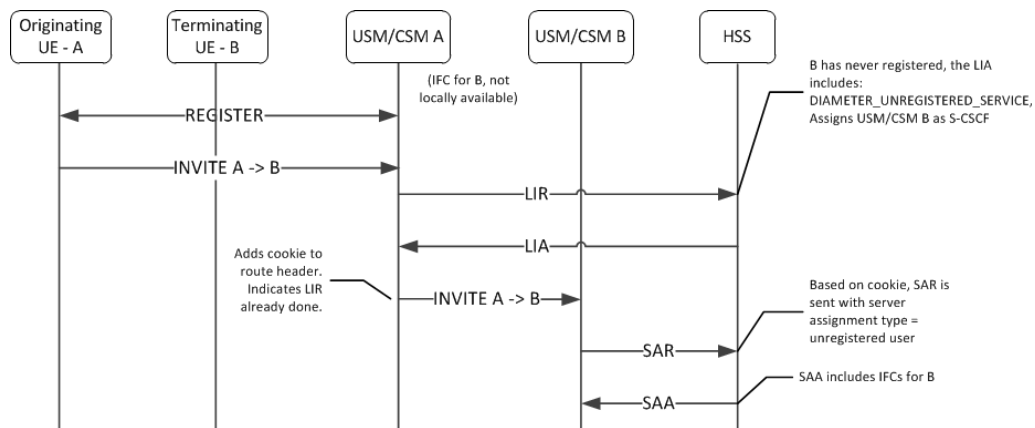 Originating
UE - A
Terminating
UE - B
USM/CSM A
USM/CSM B
HSS
(IFC for B, not
locally available)
B has never registered, the LIA
includes:
DIAMETER_UNREGISTERED_SERVICE,
Assigns USM/CSM B as S-CSCF
REGISTER
INVITE A -> B
LIR
LIA
Adds cookie to
route header.
Indicates LIR
already done.
INVITE A -> B
Based on cookie, SAR is
sent with server
assignment type =
unregistered user
SAR
SAA includes IFCs for B
SAA